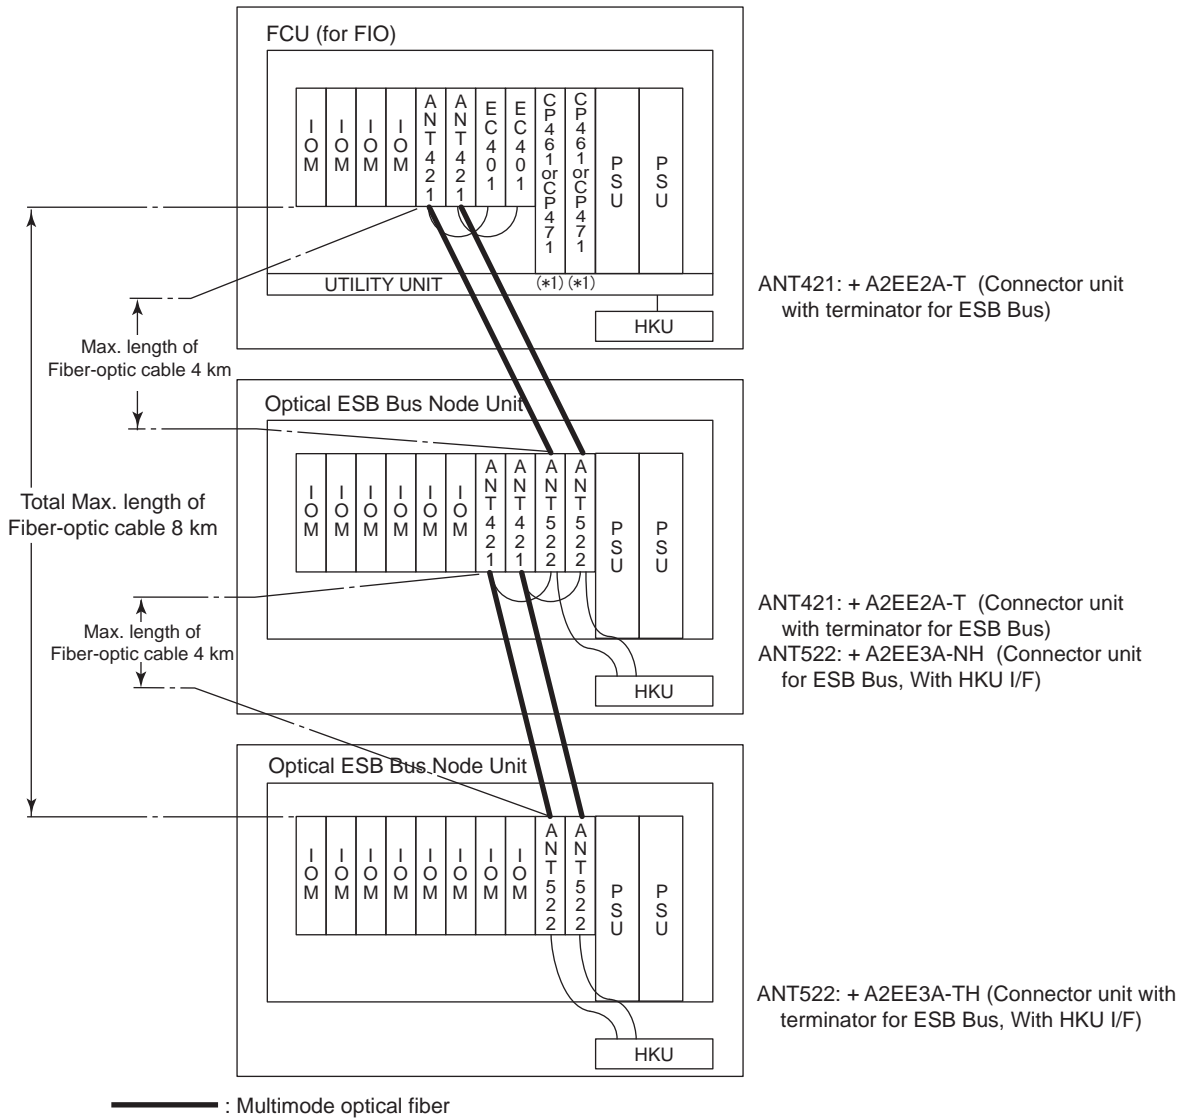 FCU (for FIO)
IOM IOM IOM IOM ANT421 ANT421 EC401 EC401 CP461orCP471 CP461orCP471 PSU PSU
UTILITY UNIT (*1) (*1)
HKU
ANT421: + A2EE2A-T (Connector unit
with terminator for ESB Bus)
Max. length of
Fiber-optic cable 4 km
Optical ESB Bus Node Unit
IOM IOM IOM IOM IOM IOM ANT421 ANT421 ANT522 ANT522 PSU PSU
Total Max. length of
Fiber-optic cable 8 km
HKU
ANT421: + A2EE2A-T (Connector unit
with terminator for ESB Bus)
ANT522: + A2EE3A-NH (Connector unit
for ESB Bus, With HKU I/F)
Max. length of
Fiber-optic cable 4 km
Optical ESB Bus Node Unit
IOM IOM IOM IOM IOM IOM IOM IOM ANT522 ANT522 PSU PSU
HKU
ANT522: + A2EE3A-TH (Connector unit with
terminator for ESB Bus, With HKU I/F)
: Multimode optical fiber